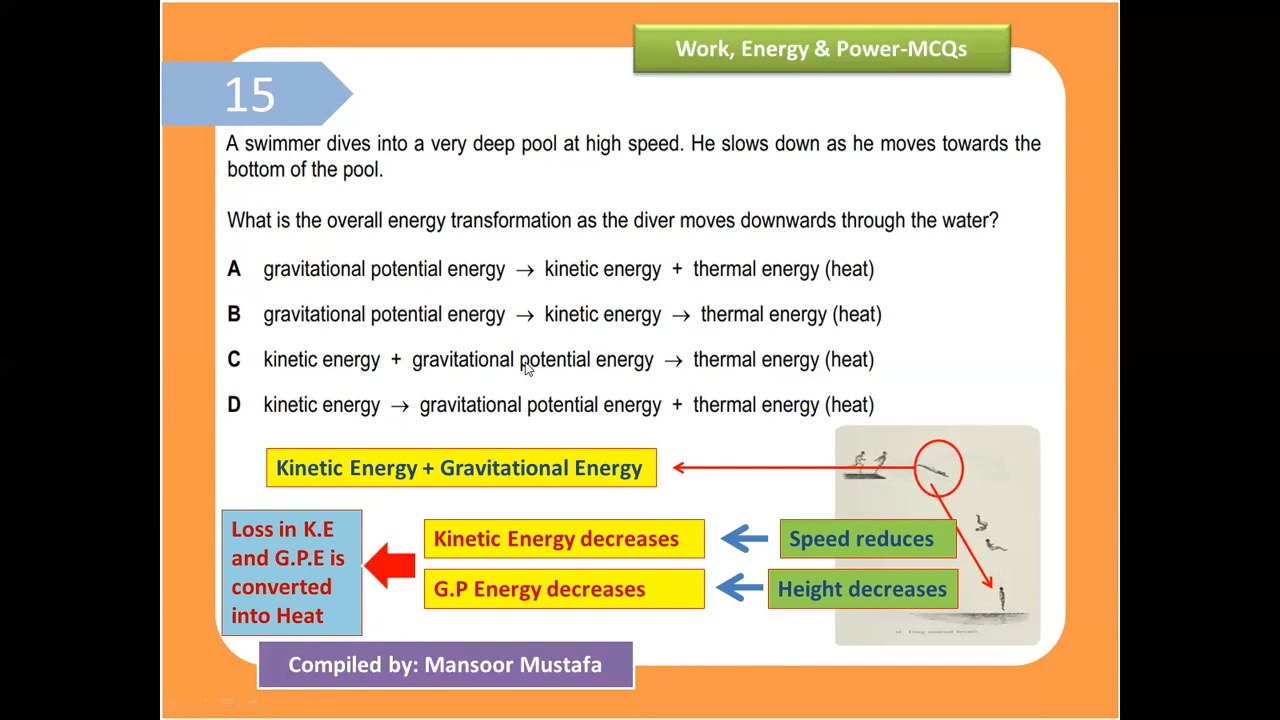 Work, Energy & Power-MCQs
15
A swimmer dives into a very deep pool at high speed. He slows down as he moves towards the
bottom of the pool.
What is the overall energy transformation as the diver moves downwards through the water?
A gravitational potential energy → kinetic energy + thermal energy (heat)
B gravitational potential energy → kinetic energy → thermal energy (heat)
C kinetic energy + gravitational potential energy → thermal energy (heat)
D kinetic energy → gravitational potential energy + thermal energy (heat)
Kinetic Energy + Gravitational Energy
Loss in K.E
and G.P.E is
converted
into Heat
Kinetic Energy decreases
Speed reduces
G.P Energy decreases
Height decreases
Compiled by: Mansoor Mustafa